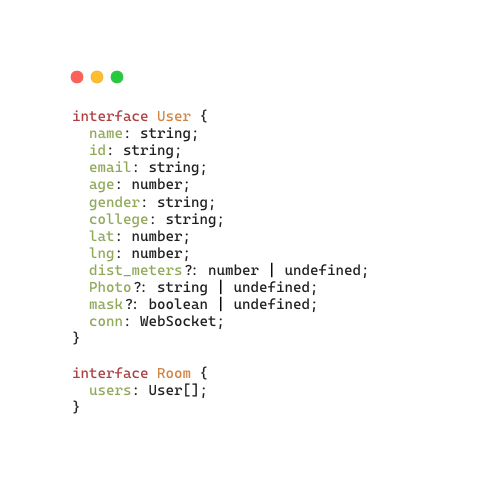 interface User {
  name: string;
  id: string;
  email: string;
  age: number;
  gender: string;
  college: string;
  lat: number;
  lng: number;
  dist_meters?: number | undefined;
  Photo?: string | undefined;
  mask?: boolean | undefined;
  conn: WebSocket;
}

interface Room {
  users: User[];
}